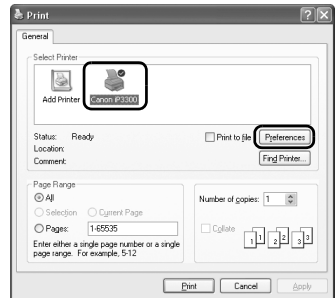 Print
General
Select Printer
Add Printer
Canon iP3300
Status: Ready
Location:
Comment:
Print to file
Preferences
Find Printer...
Page Range
All
Selection
Current Page
Pages: 1-65535
Enter either a single page number or a single
page range. For example, 5-12
Number of copies: 1
Collate
1 1 2 2 3 3
Print
Cancel
Apply